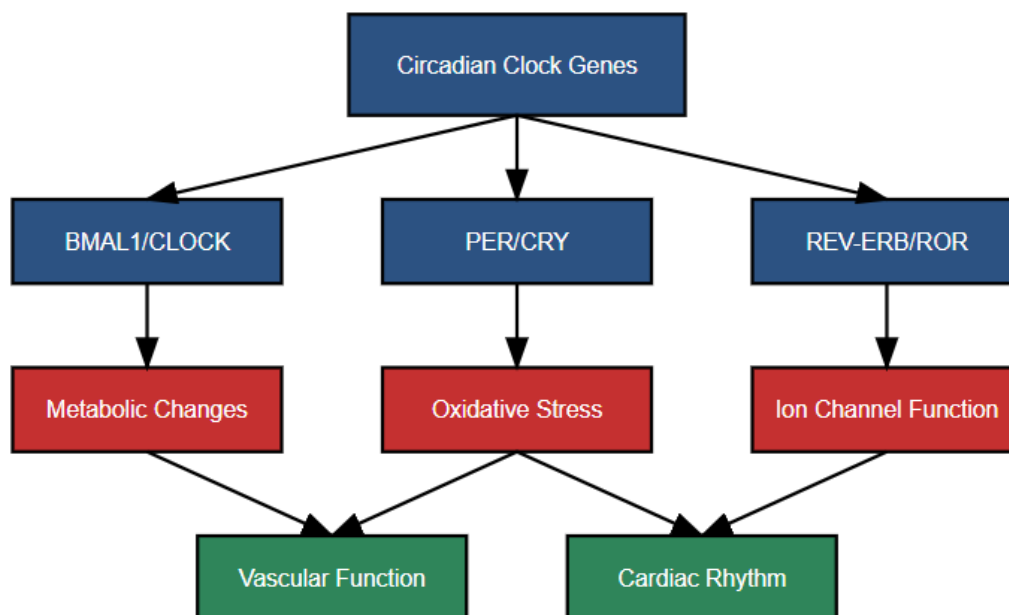 Circadian Clock Genes
BMAL1/CLOCK
PER/CRY
REV-ERB/ROR
Metabolic Changes
Oxidative Stress
Ion Channel Function
Vascular Function
Cardiac Rhythm